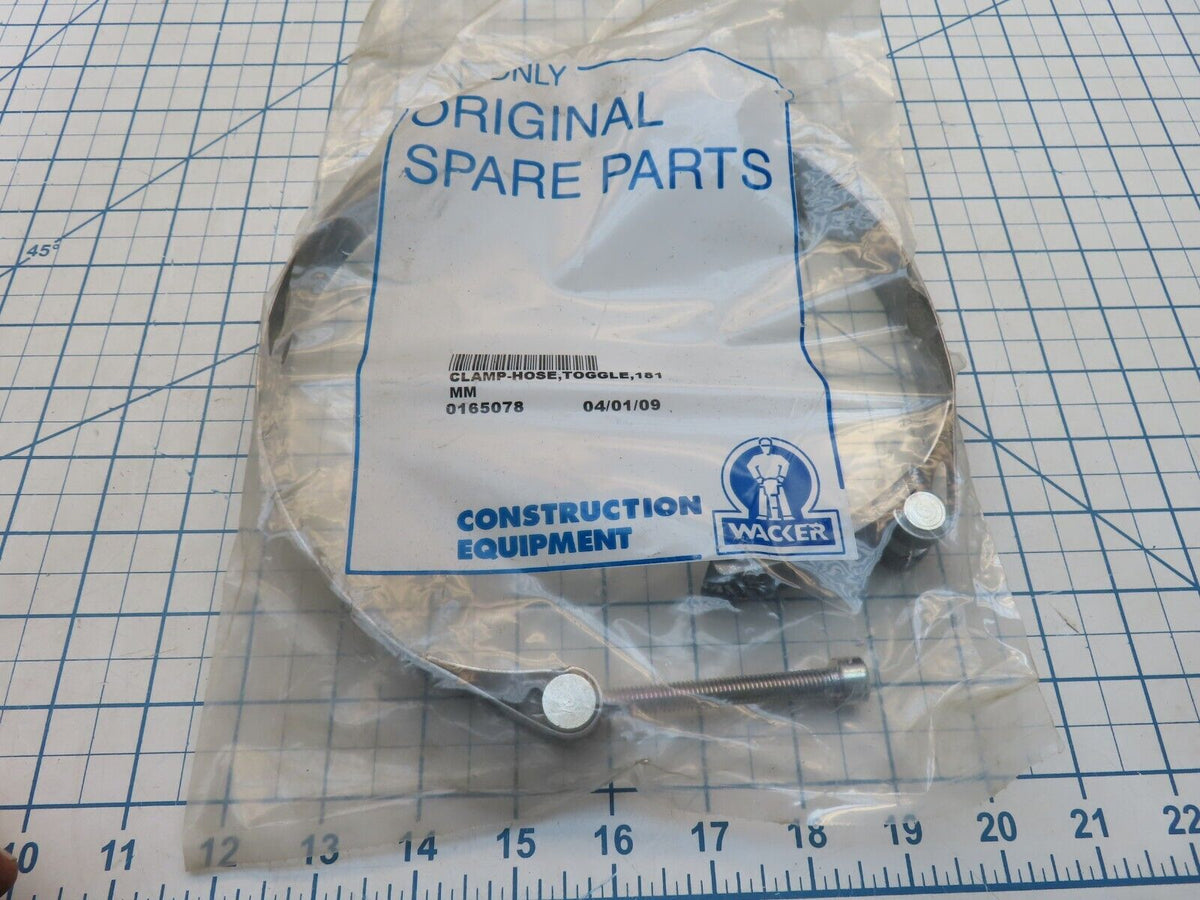 ONLY
ORIGINAL
SPARE PARTS
CLAMP-HOSE,TOGGLE,181
MM
0165078 04/01/09
CONSTRUCTION
EQUIPMENT
WACKER
45°
10 11 12 13 14 15 16 17 18 19 20 21 22